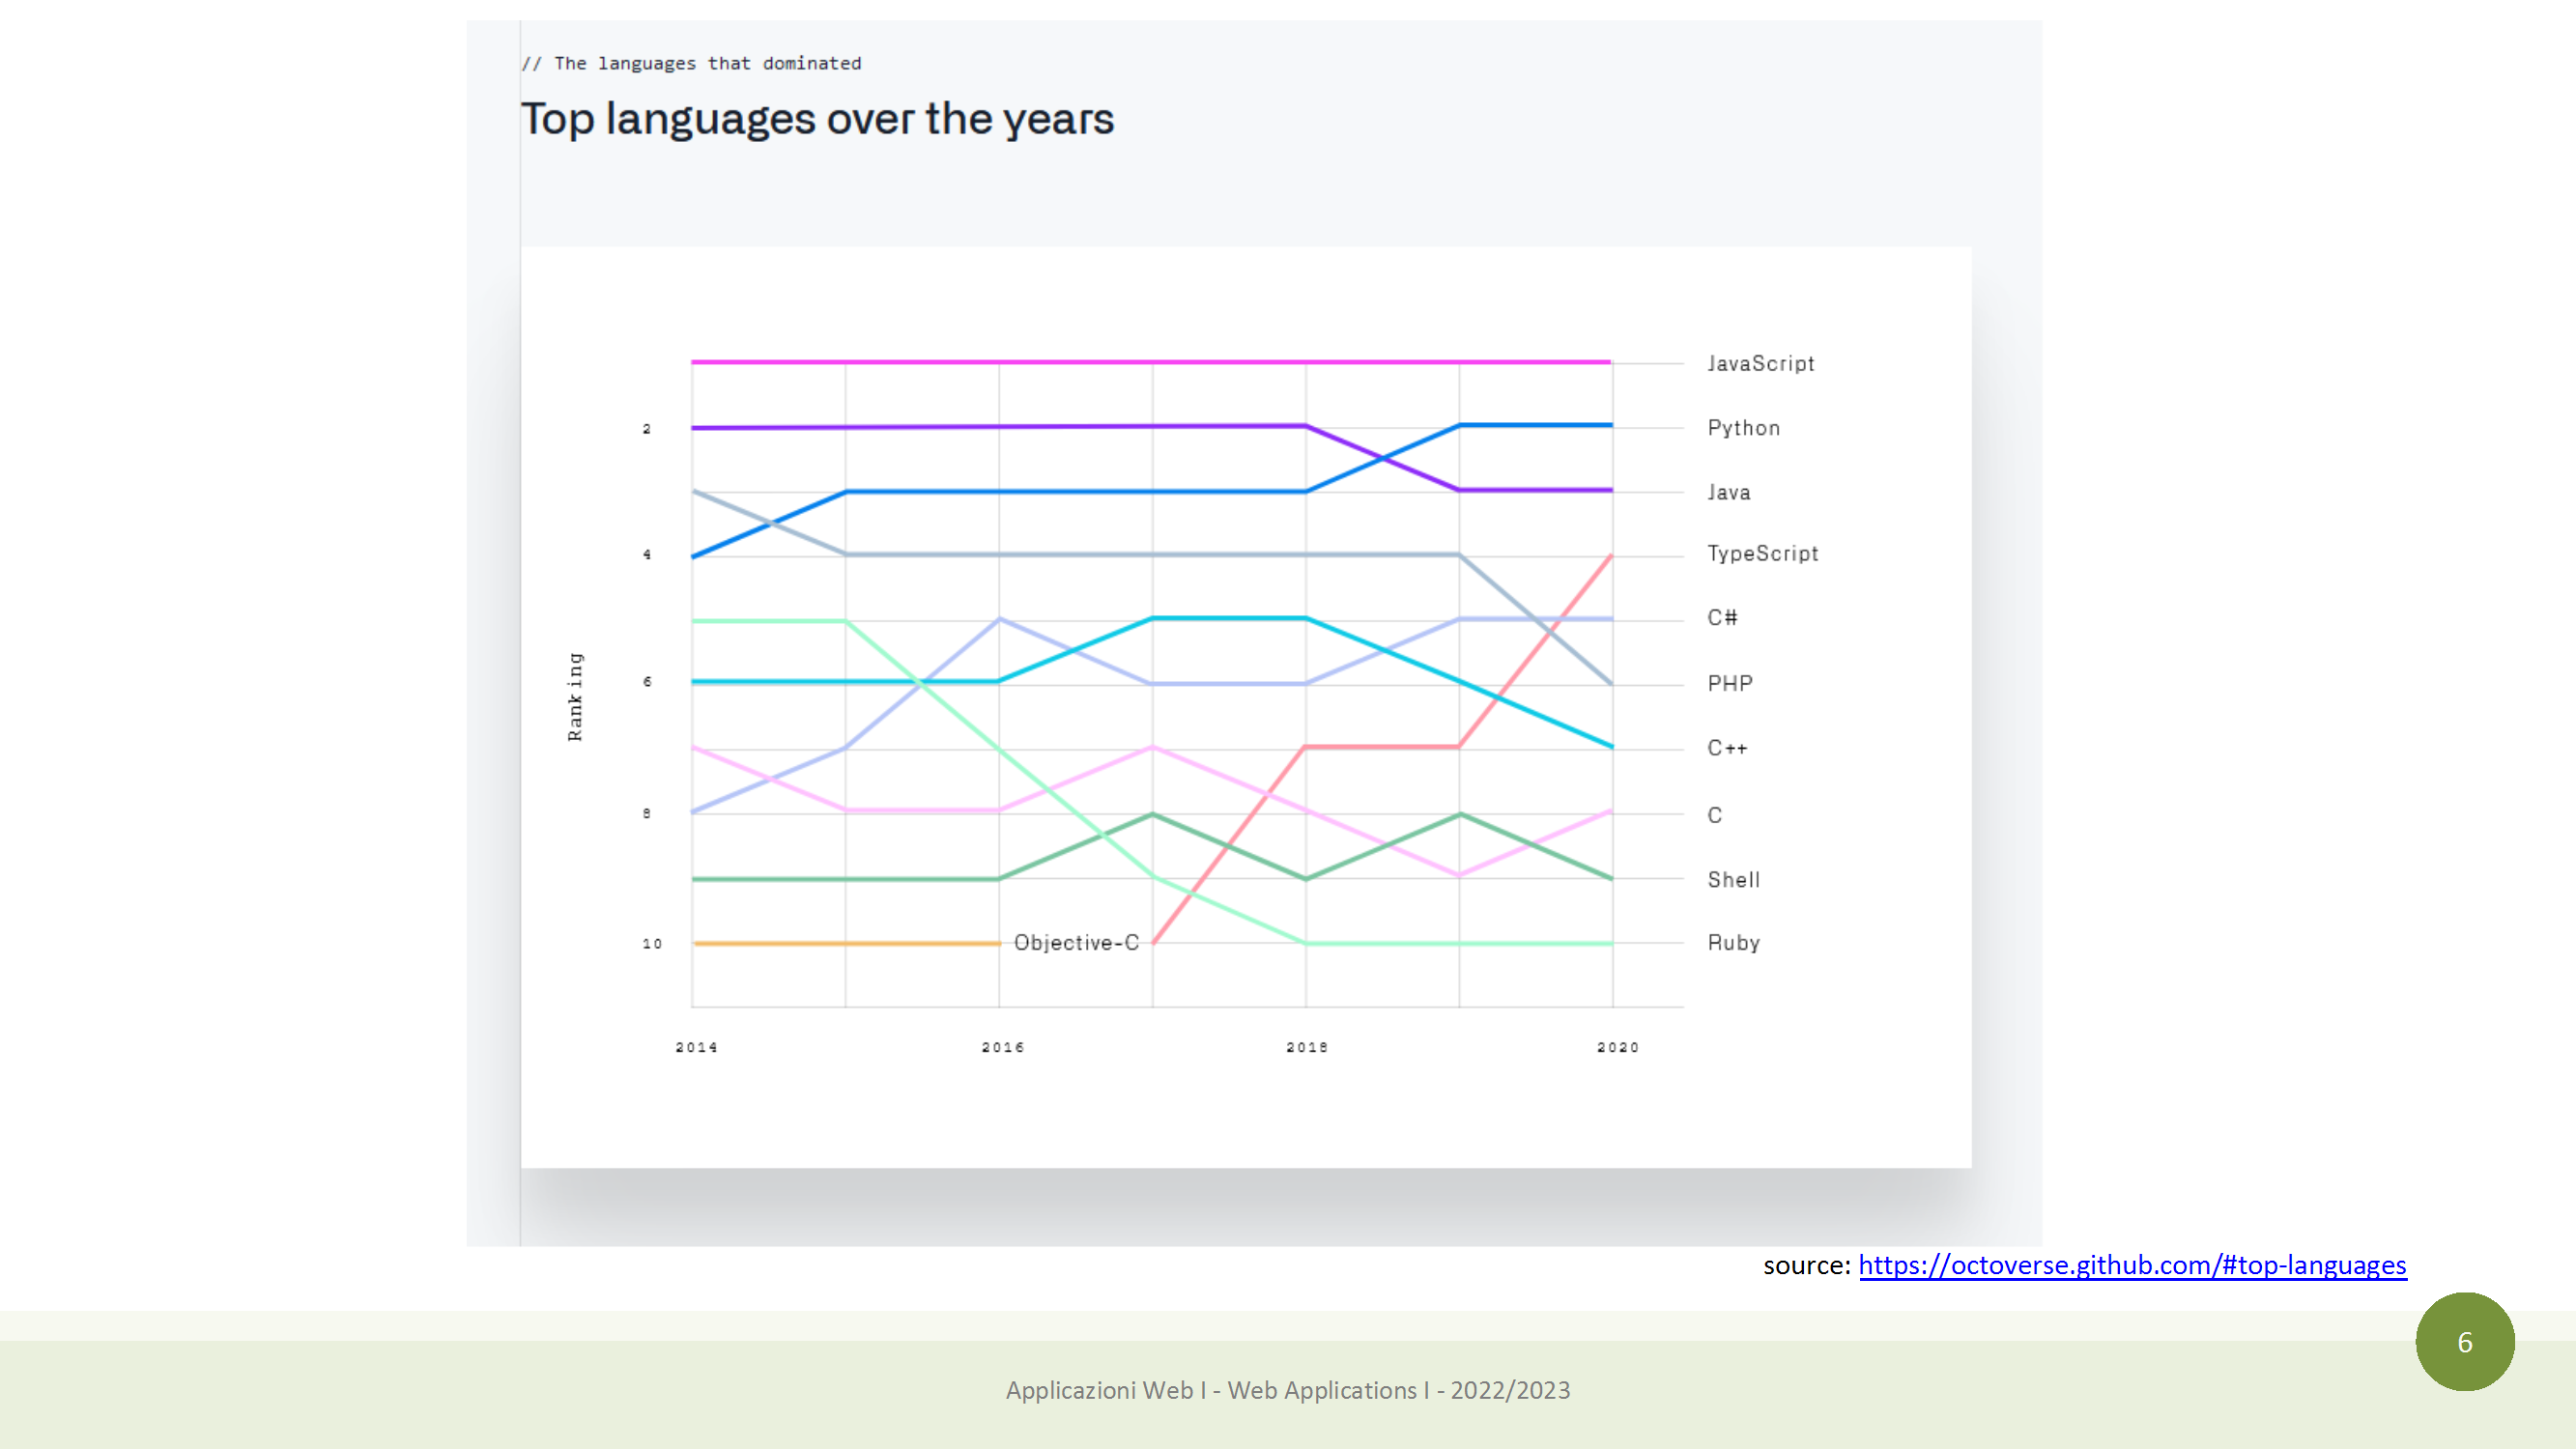 // The languages that dominated
Top languages over the years
JavaScript
2
Python
Java
4
TypeScript
C#
Ranking
6
PHP
C++
8
C
Shell
10
Objective-C
Ruby
2014
2016
2018
2020
source: https://octoverse.github.com/#top-languages
6
Applicazioni Web I - Web Applications I - 2022/2023